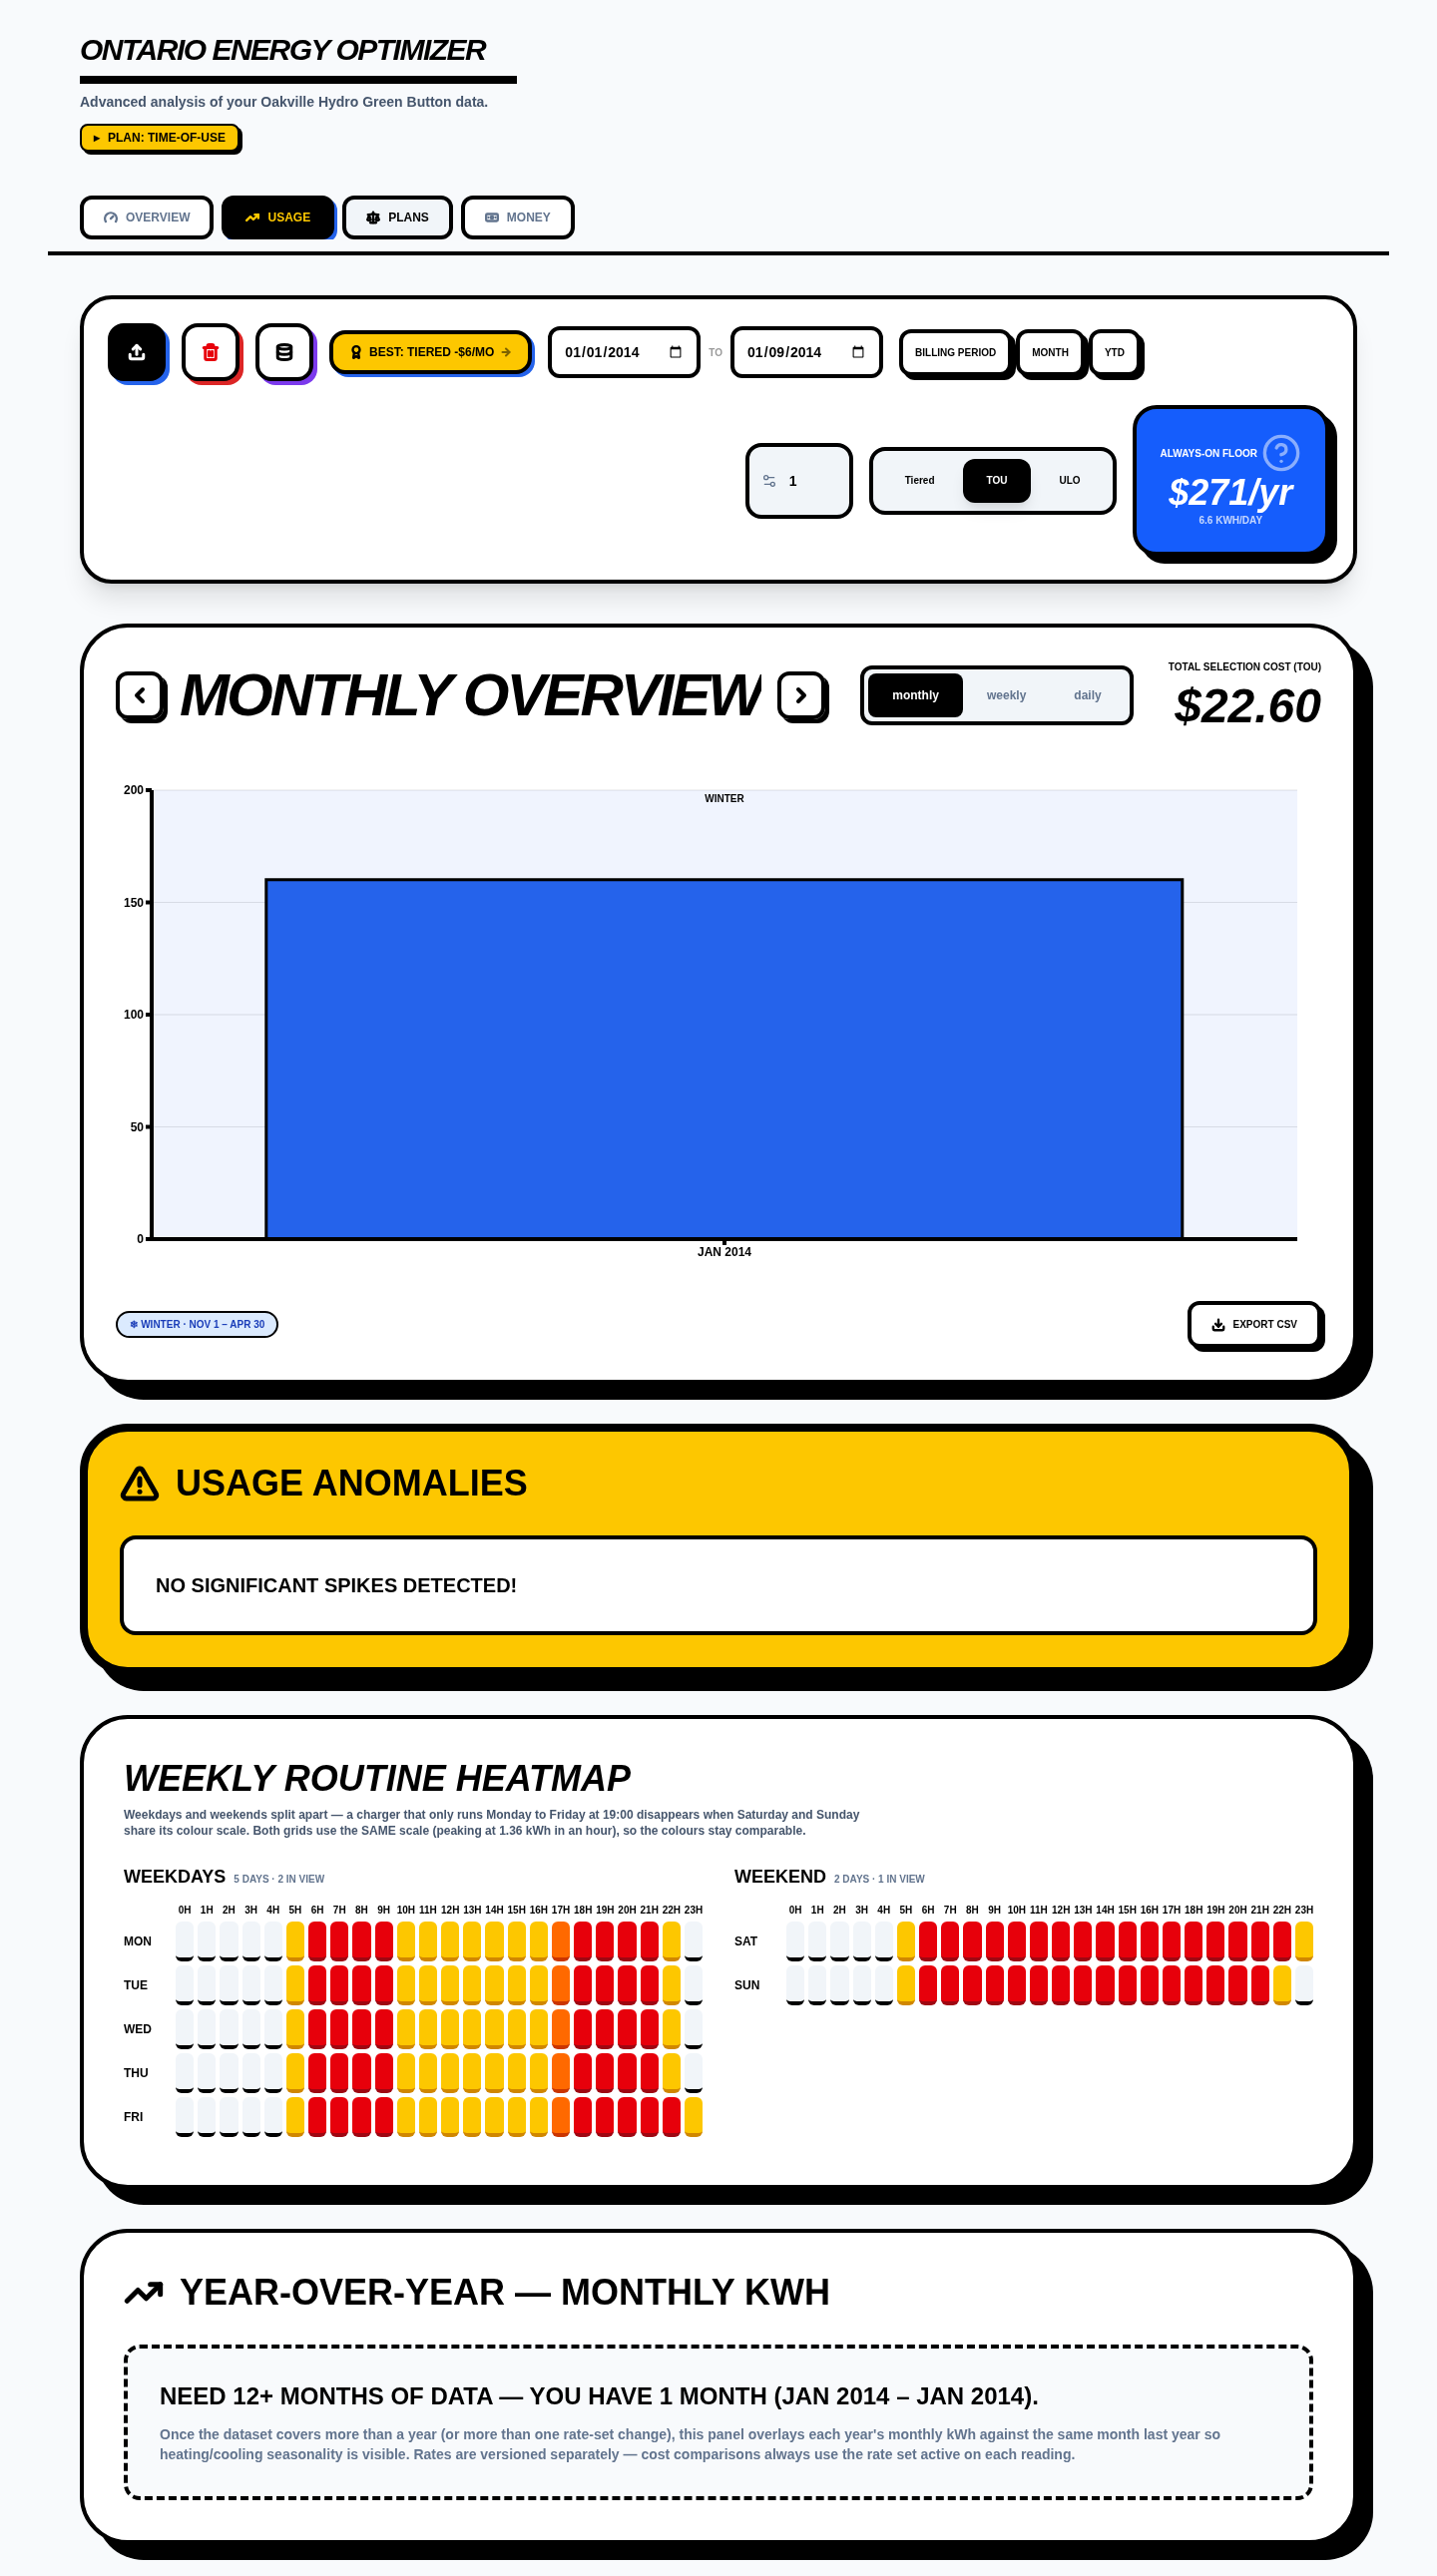 ONTARIO ENERGY OPTIMIZER
Advanced analysis of your Oakville Hydro Green Button data.
▸ PLAN: TIME-OF-USE
OVERVIEW USAGE PLANS MONEY
BEST: TIERED -$6/MO → 01/01/2014 TO 01/09/2014 BILLING PERIOD MONTH YTD
1 Tiered TOU ULO
ALWAYS-ON FLOOR
$271/yr
6.6 KWH/DAY
MONTHLY OVERVIEW
monthly weekly daily
TOTAL SELECTION COST (TOU)
$22.60
WINTER
200
150
100
50
0
JAN 2014
❄ WINTER · NOV 1 – APR 30
EXPORT CSV
USAGE ANOMALIES
NO SIGNIFICANT SPIKES DETECTED!
WEEKLY ROUTINE HEATMAP
Weekdays and weekends split apart — a charger that only runs Monday to Friday at 19:00 disappears when Saturday and Sunday
share its colour scale. Both grids use the SAME scale (peaking at 1.36 kWh in an hour), so the colours stay comparable.
WEEKDAYS 5 DAYS · 2 IN VIEW
0H 1H 2H 3H 4H 5H 6H 7H 8H 9H 10H 11H 12H 13H 14H 15H 16H 17H 18H 19H 20H 21H 22H 23H
MON
TUE
WED
THU
FRI
WEEKEND 2 DAYS · 1 IN VIEW
0H 1H 2H 3H 4H 5H 6H 7H 8H 9H 10H 11H 12H 13H 14H 15H 16H 17H 18H 19H 20H 21H 22H 23H
SAT
SUN
YEAR-OVER-YEAR — MONTHLY KWH
NEED 12+ MONTHS OF DATA — YOU HAVE 1 MONTH (JAN 2014 – JAN 2014).
Once the dataset covers more than a year (or more than one rate-set change), this panel overlays each year's monthly kWh against the same month last year so
heating/cooling seasonality is visible. Rates are versioned separately — cost comparisons always use the rate set active on each reading.